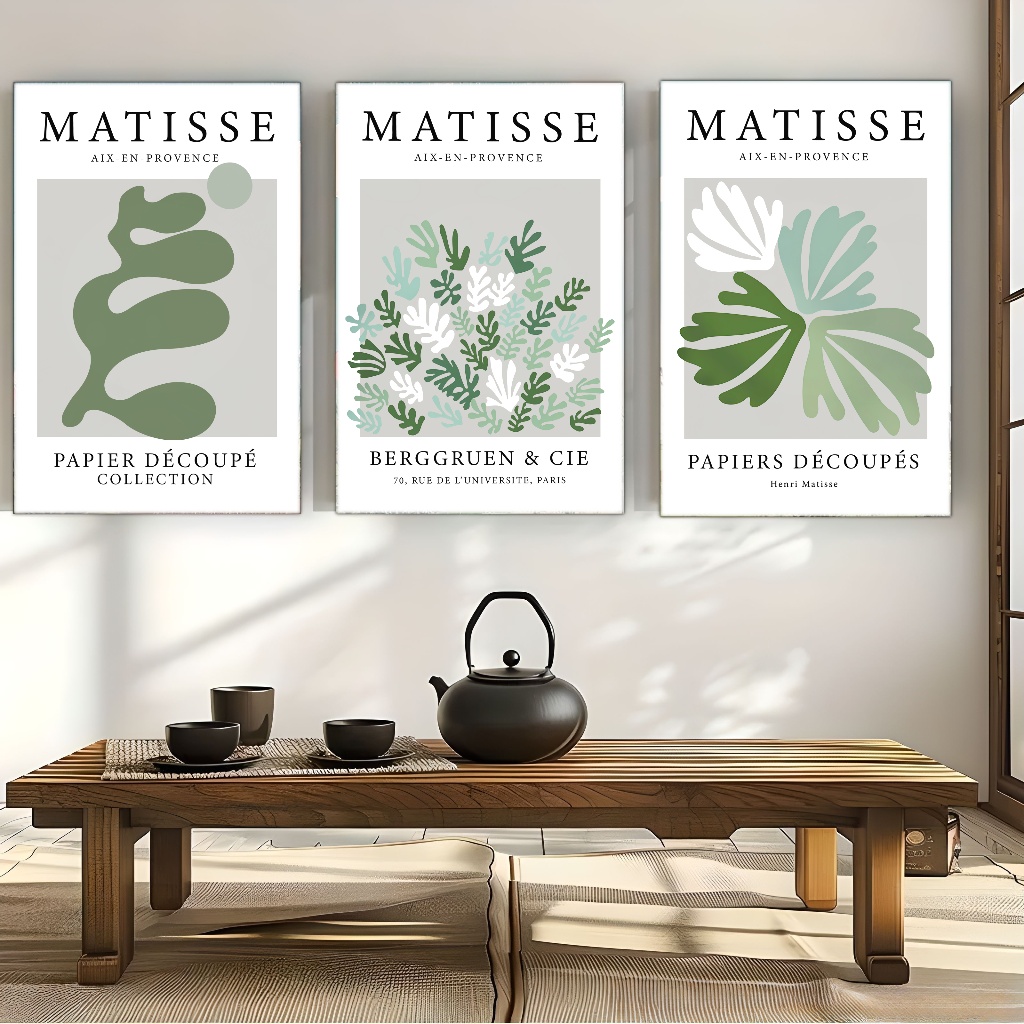 MATISSE
AIX EN PROVENCE
PAPIER DÉCOUPÉ
COLLECTION
MATISSE
AIX-EN-PROVENCE
BERGGRUEN & CIE
70, RUE DE L'UNIVERSITE, PARIS
MATISSE
AIX-EN-PROVENCE
PAPIERS DÉCOUPÉS
Henri Matisse